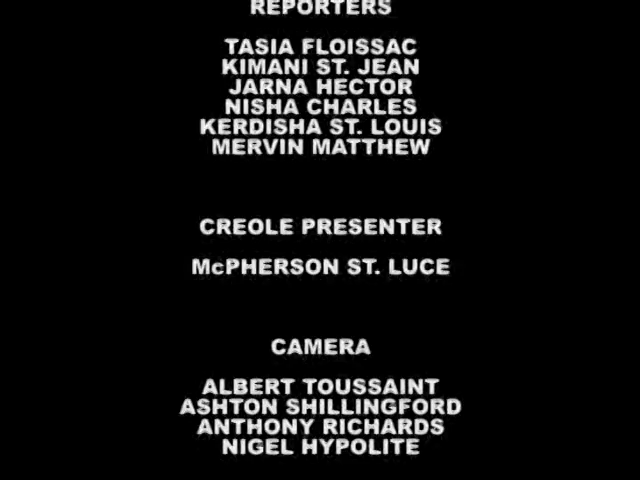 REPORTERS
TASIA FLOISSAC
KIMANI ST. JEAN
JARNA HECTOR
NISHA CHARLES
KERDISHA ST. LOUIS
MERVIN MATTHEW
CREOLE PRESENTER
McPHERSON ST. LUCE
CAMERA
ALBERT TOUSSAINT
ASHTON SHILLINGFORD
ANTHONY RICHARDS
NIGEL HYPOLITE